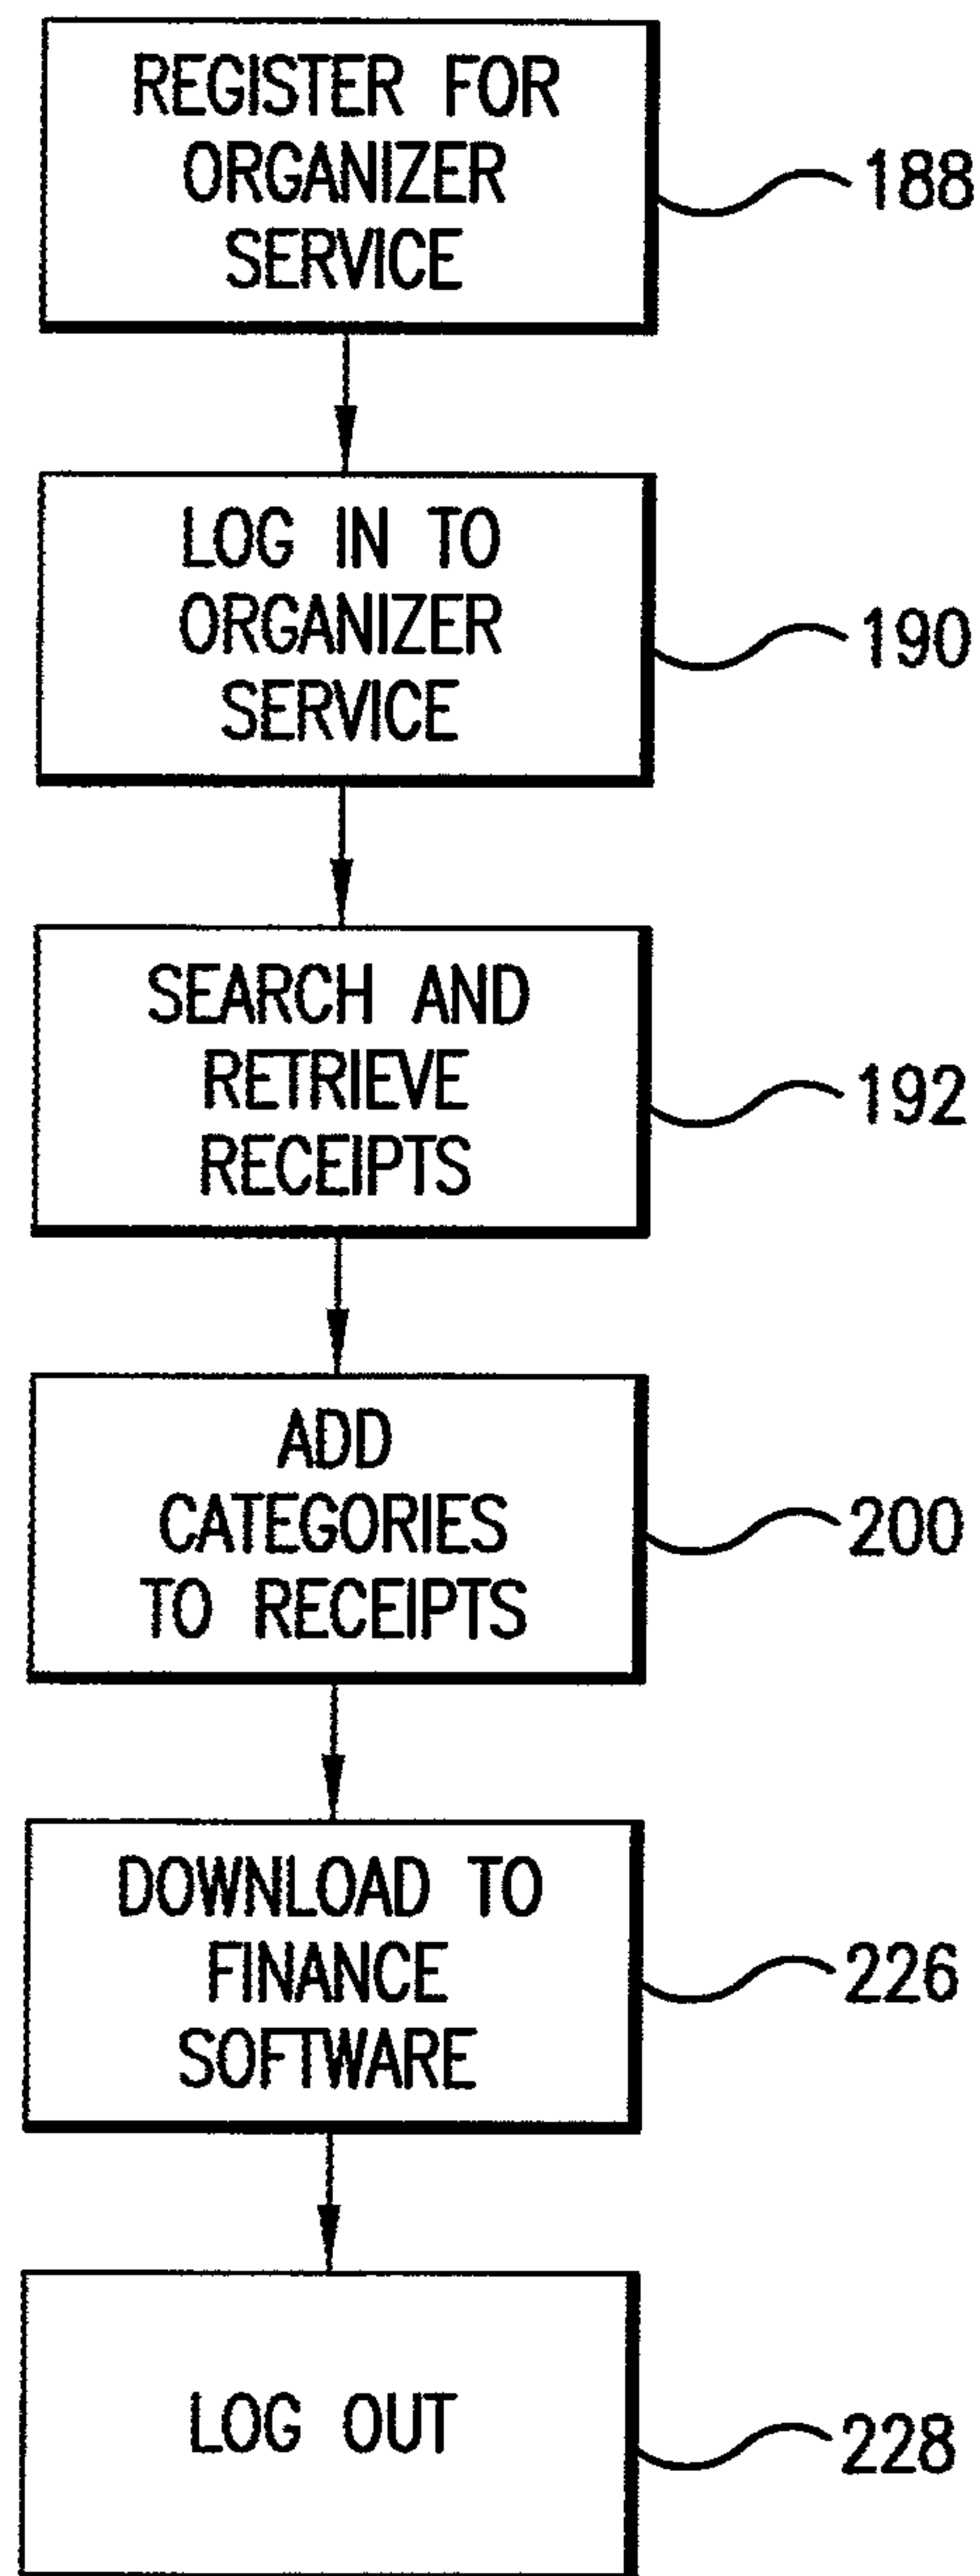 REGISTER FOR
ORGANIZER
SERVICE
188
LOG IN TO
ORGANIZER
SERVICE
190
SEARCH AND
RETRIEVE
RECEIPTS
192
ADD
CATEGORIES
TO RECEIPTS
200
DOWNLOAD TO
FINANCE
SOFTWARE
226
LOG OUT
228